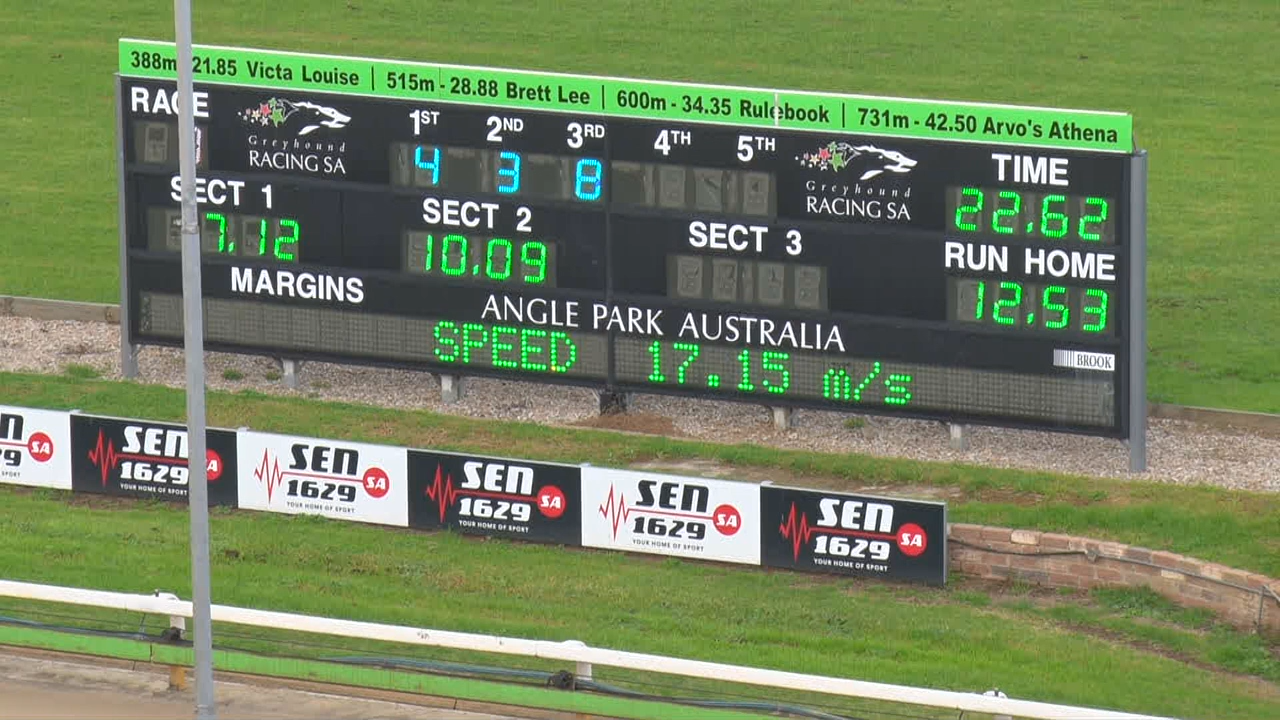 388m - 21.85 Victa Louise | 515m - 28.88 Brett Lee | 600m - 34.35 Rulebook | 731m - 42.50 Arvo's Athena
RACE
Greyhound
RACING SA
1ST 2ND 3RD 4TH 5TH
4 3 8
Greyhound
RACING SA
TIME
22.62
SECT 1
7.12
SECT 2
10.09
SECT 3
RUN HOME
12.53
MARGINS
ANGLE PARK AUSTRALIA
BROOK
SPEED 17.15 m/s
SEN
1629
SA
YOUR HOME OF SPORT
SEN
1629
SA
YOUR HOME OF SPORT
SEN
1629
SA
YOUR HOME OF SPORT
SEN
1629
SA
YOUR HOME OF SPORT
SEN
1629
SA
YOUR HOME OF SPORT